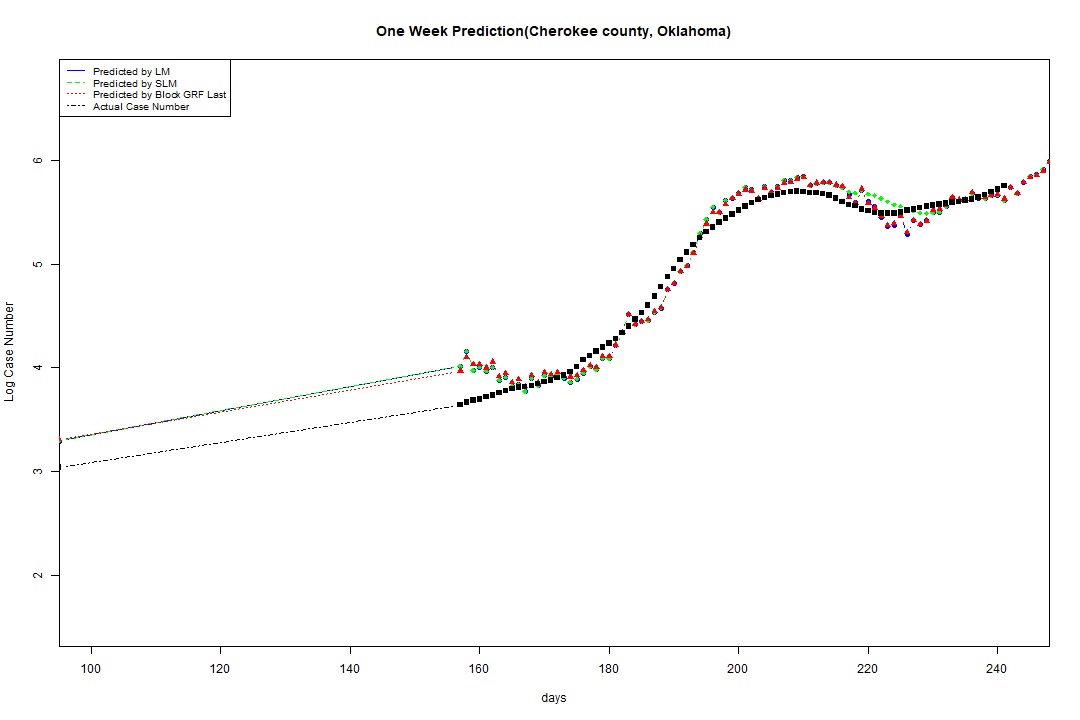 One Week Prediction(Cherokee county, Oklahoma)
Predicted by LM
Predicted by SLM
Predicted by Block GRF Last
Actual Case Number
6
5
4
3
2
Log Case Number
100 120 140 160 180 200 220 240
days